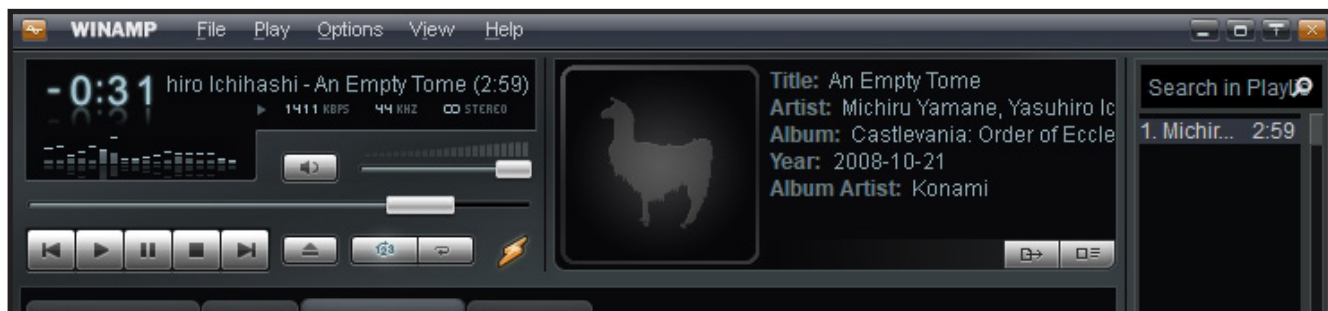 WINAMP File Play Options View Help
-0:31 hiro Ichihashi - An Empty Tome (2:59)
1411 KBPS 44 KHZ STEREO
Title: An Empty Tome
Artist: Michiru Yamane, Yasuhiro Ic
Album: Castlevania: Order of Eccle
Year: 2008-10-21
Album Artist: Konami
Search in Playlis
1. Michir... 2:59
123